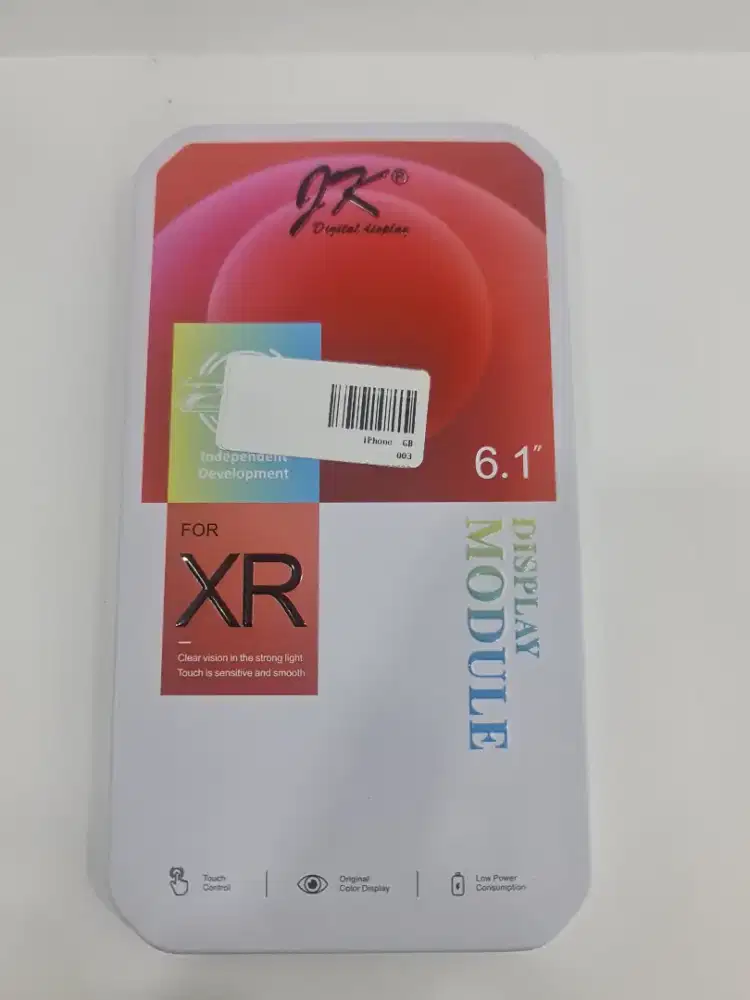 JK®
Digital display
iPhone GB
003
Independent
Development
6.1"
FOR
XR
Clear vision in the strong light
Touch is sensitive and smooth
DISPLAY
MODULE
Touch
Control
Original
Color Display
Low Power
Consumption